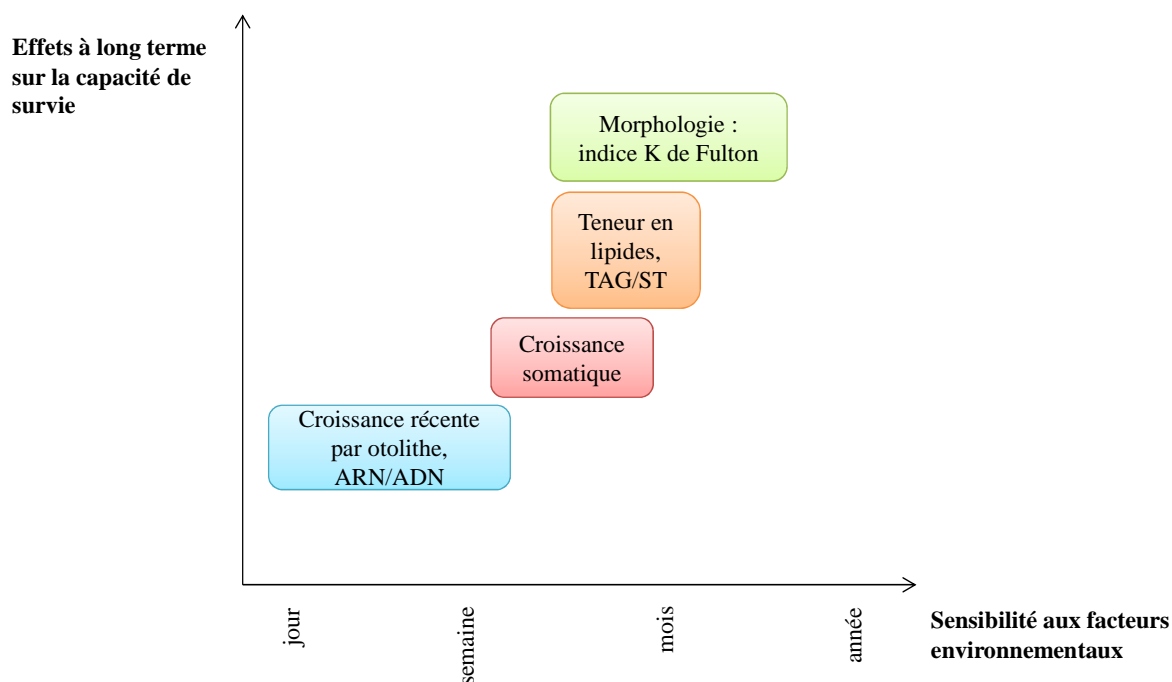 Effets à long terme
sur la capacité de
survie
Morphologie :
indice K de Fulton
Teneur en
lipides,
TAG/ST
Croissance
somatique
Croissance récente
par otolithe,
ARN/ADN
jour
semaine
mois
année
Sensibilité aux facteurs
environnementaux